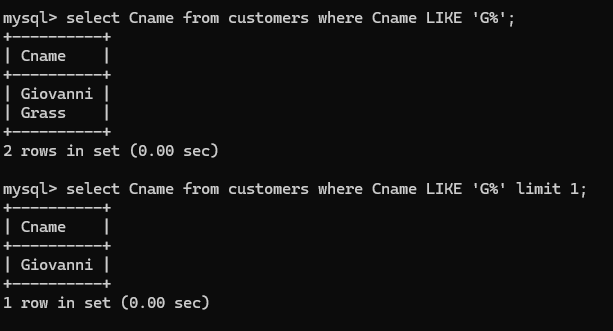 mysql> select Cname from customers where Cname LIKE 'G%';
+----------+
| Cname    |
+----------+
| Giovanni |
| Grass    |
+----------+
2 rows in set (0.00 sec)

mysql> select Cname from customers where Cname LIKE 'G%' limit 1;
+----------+
| Cname    |
+----------+
| Giovanni |
+----------+
1 row in set (0.00 sec)